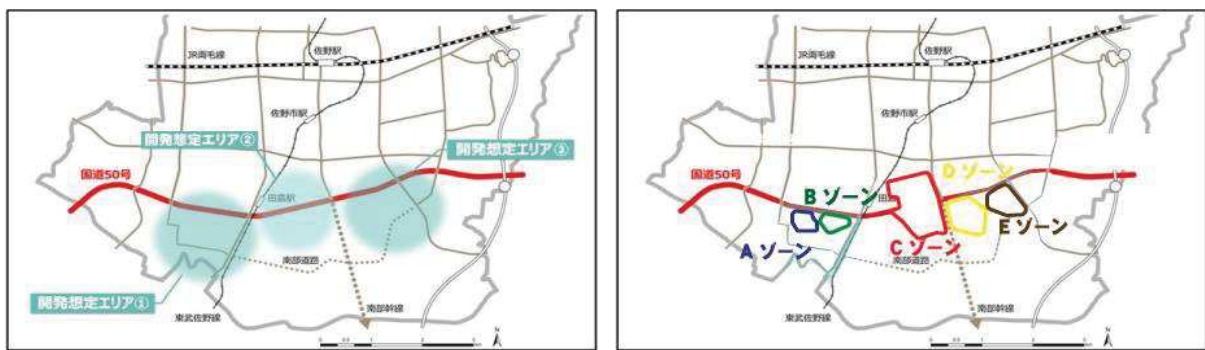 JR両毛線
佐野駅
佐野市駅
開発想定エリア②
開発想定エリア③
国道50号
田島駅
南部道路
開発想定エリア①
東武佐野線
南部幹線
N
JR両毛線
佐野駅
佐野市駅
国道50号
Dゾーン
Bゾーン
田
Eゾーン
Aゾーン
Cゾーン
南部道路
東武佐野線
南部幹線
N